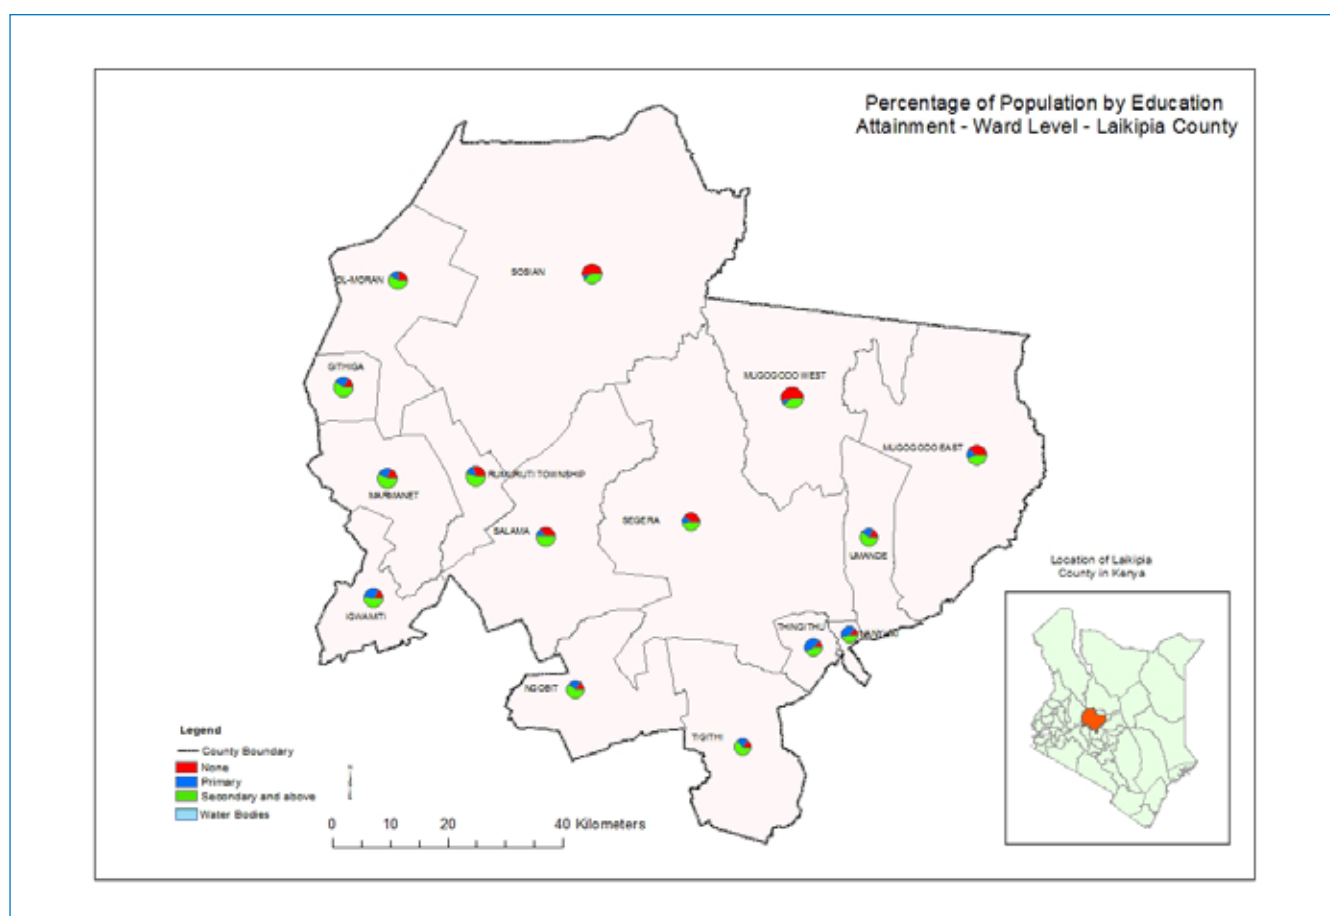 Percentage of Population by Education
Attainment - Ward Level - Laikipia County
OL-MORAN
SOSIAN
GITHIGA
MUGOGODO WEST
MUGOGODO EAST
RUMURUTI TOWNSHIP
MARMANET
SALAMA
SEGERA
UMANDE
IGWAMITI
THINGITHU
NGOBIT
TIGITHI
Location of Laikipia
County in Kenya
Legend
County Boundary
None
Primary
Secondary and above
Water Bodies
0 10 20 40 Kilometers